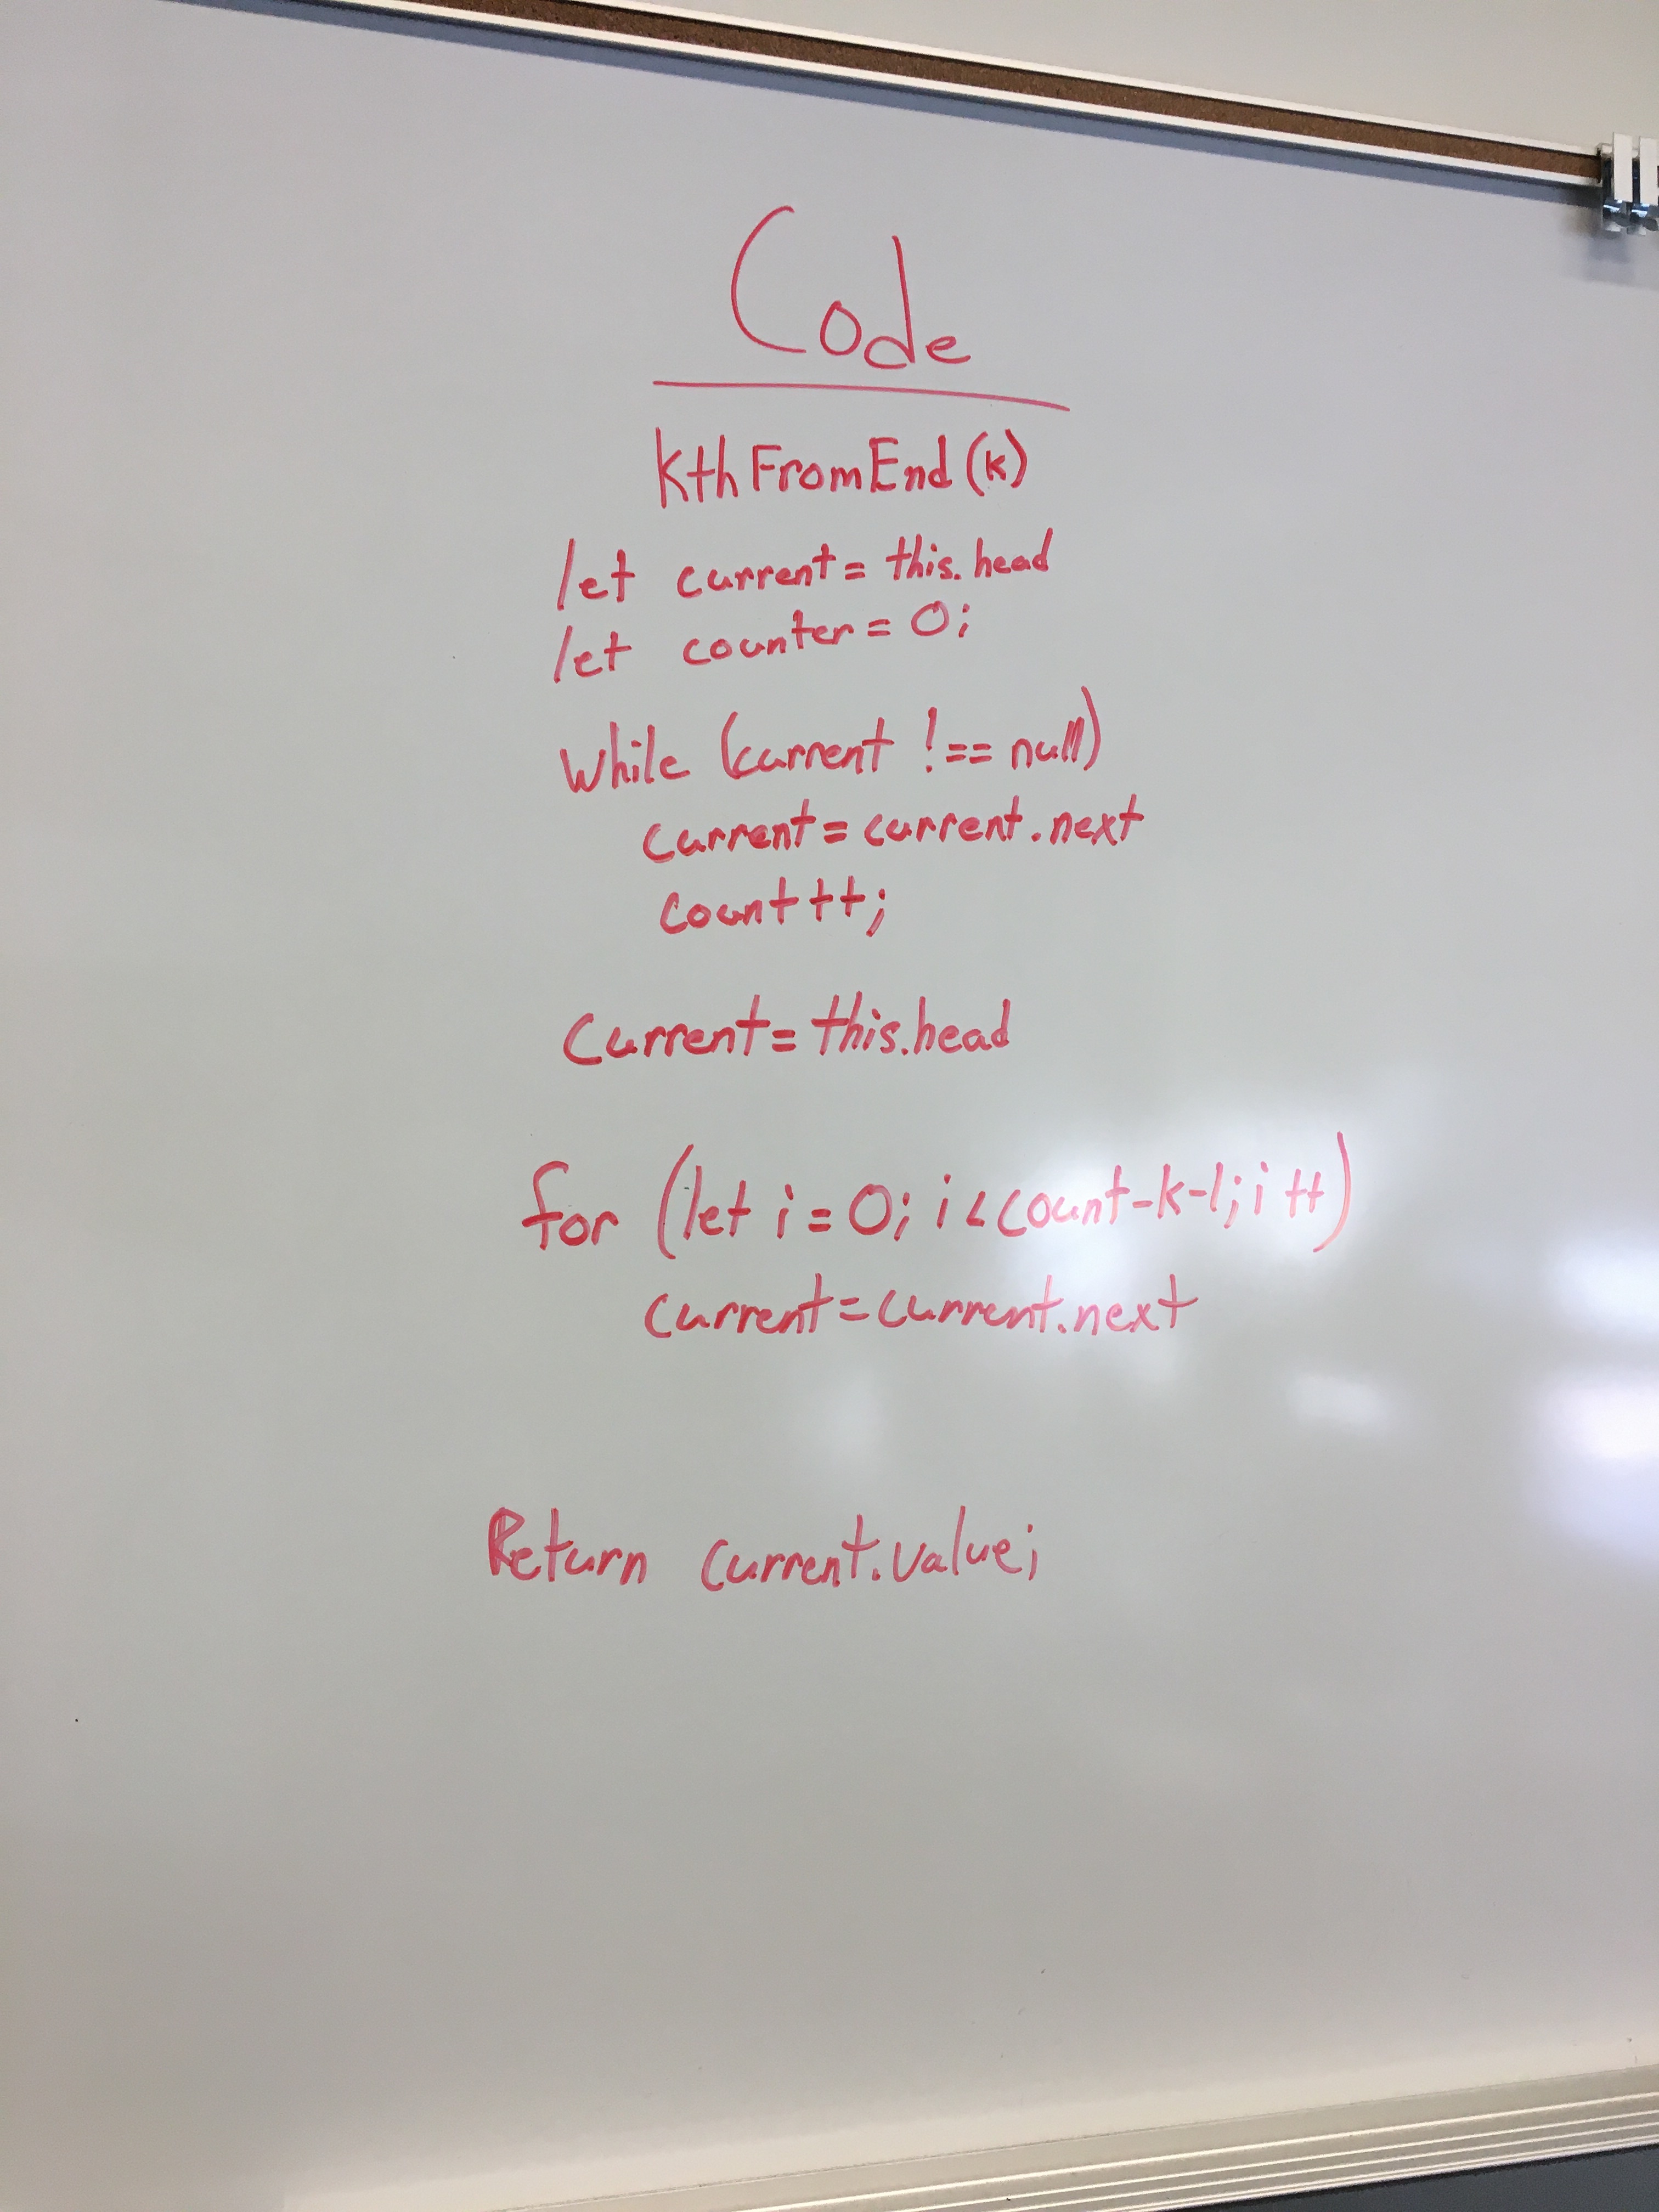 Code
KthFromEnd(k)
let current = this.head
let counter = 0;
while (current !== null)
current = current.next
count++;
Current = this.head
for (let i = 0; i < count-k-1; i++)
current = current.next
Return current.value;